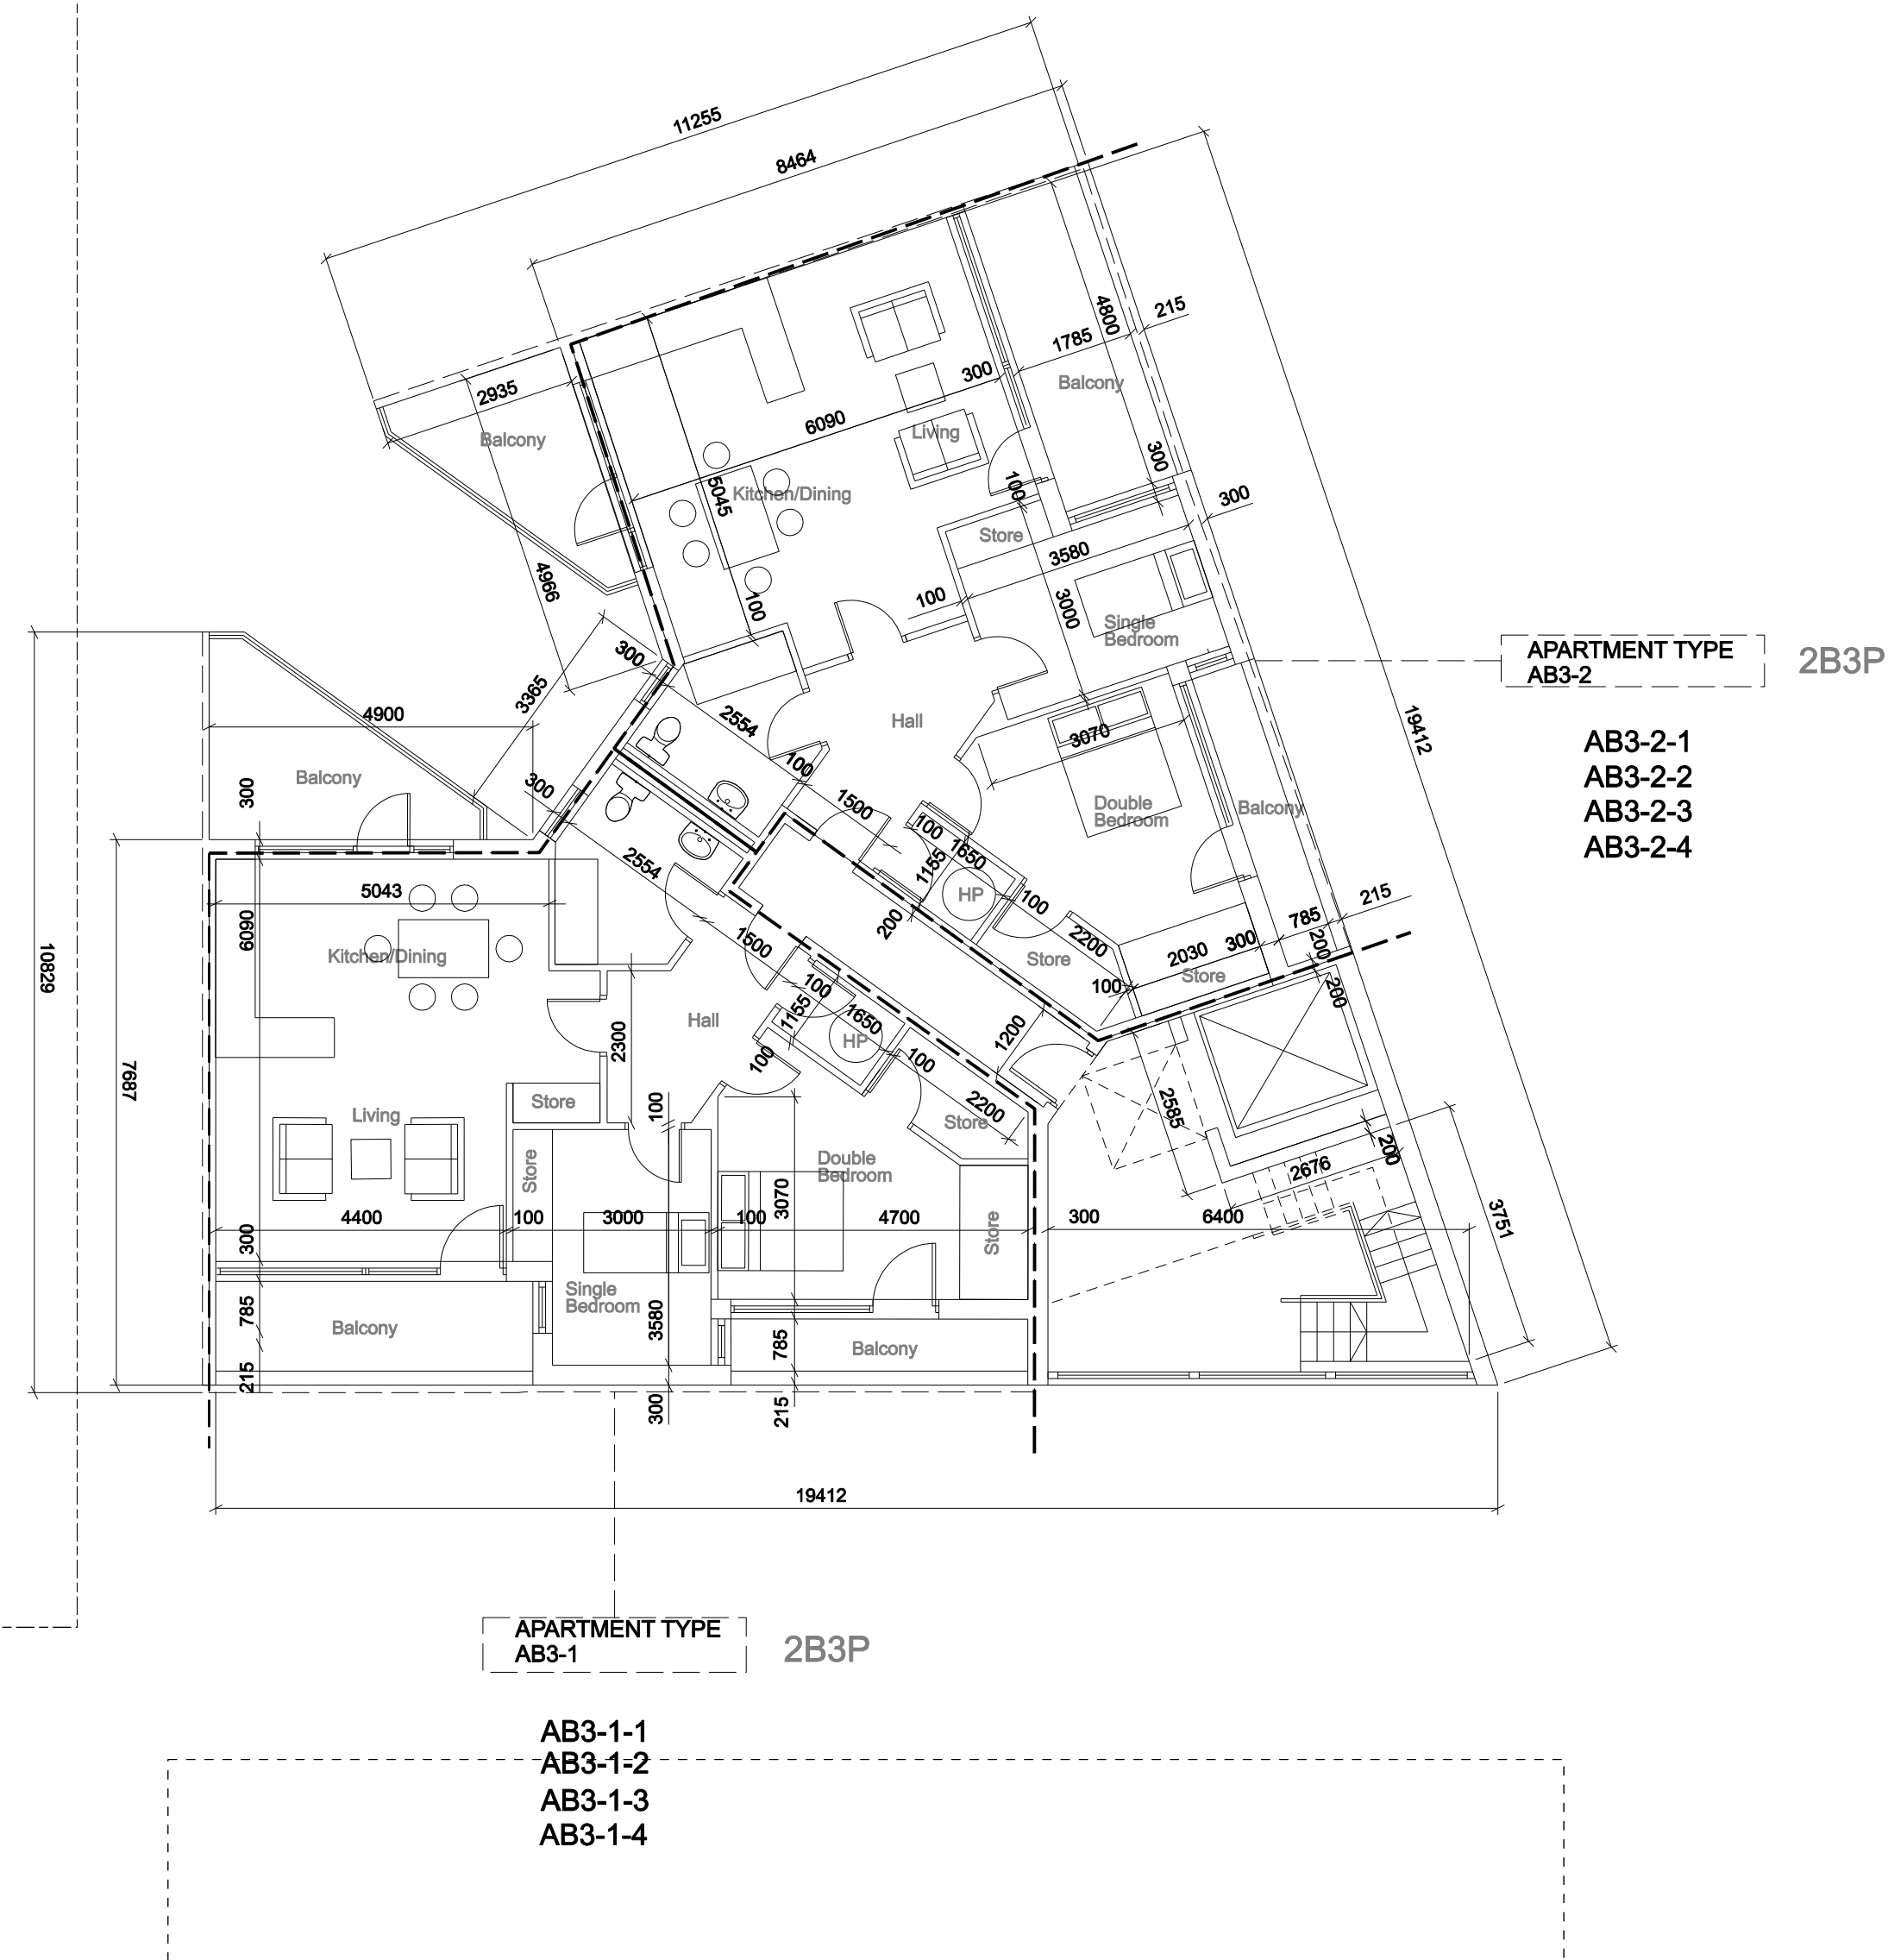 11255
8464
215
4800
1785
Balcony
300
2935
6090
Living
Balcony
300
100
5045
Kitchen/Dining
300
Store
3580
4966
100
100
3000
Single
Bedroom
300
3365
APARTMENT TYPE
AB3-2
2B3P
4900
2554
Hall
3070
19412
AB3-2-1
AB3-2-2
AB3-2-3
AB3-2-4
Balcony
300
300
100
1500
Double
Bedroom
Balcony
100
1650
1155
HP
2554
5043
100
215
785
200
6090
200
2200
2030
300
1500
Kitchen/Dining
Store
Store
200
10829
100
100
1155
1650
Hall
HP
1200
2300
100
100
7687
Store
100
2200
2585
Living
Store
200
Double
Bedroom
2676
Store
3070
3751
4400
100
3000
100
4700
300
6400
Store
300
Single
Bedroom
785
Balcony
3580
785
Balcony
215
300
215
19412
APARTMENT TYPE
AB3-1
2B3P
AB3-1-1
AB3-1-2
AB3-1-3
AB3-1-4